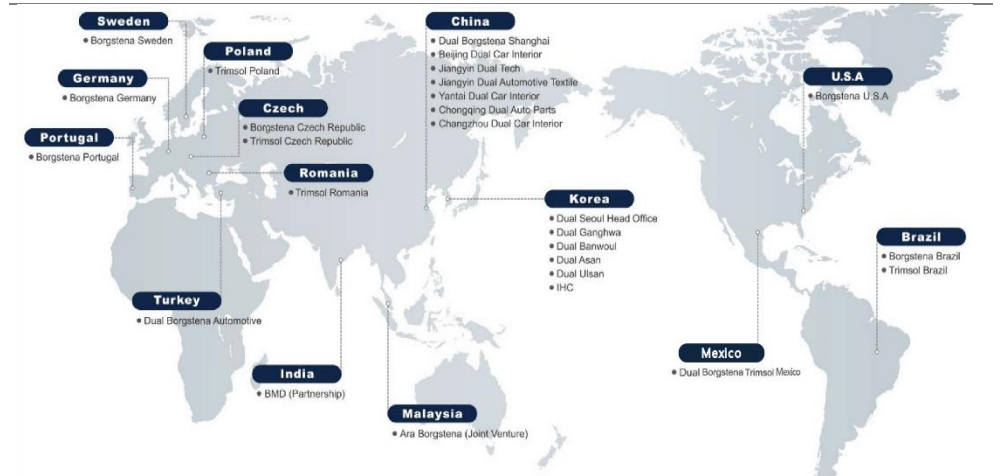 Sweden
Borgstena Sweden
Poland
Trimsol Poland
Germany
Borgstena Germany
Czech
Borgstena Czech Republic
Trimsol Czech Republic
Portugal
Borgstena Portugal
Romania
Trimsol Romania
Turkey
Dual Borgstena Automotive
India
BMD (Partnership)
Malaysia
Ara Borgstena (Joint Venture)
China
Dual Borgstena Shanghai
Beijing Dual Car Interior
Jiangyin Dual Tech
Jiangyin Dual Automotive Textile
Yantai Dual Car Interior
Chongqing Dual Auto Parts
Changzhou Dual Car Interior
Korea
Dual Seoul Head Office
Dual Ganghwa
Dual Banwoul
Dual Asan
Dual Ulsan
IHC
U.S.A
Borgstena U.S.A
Mexico
Dual Borgstena Trimsol Mexico
Brazil
Borgstena Brazil
Trimsol Brazil